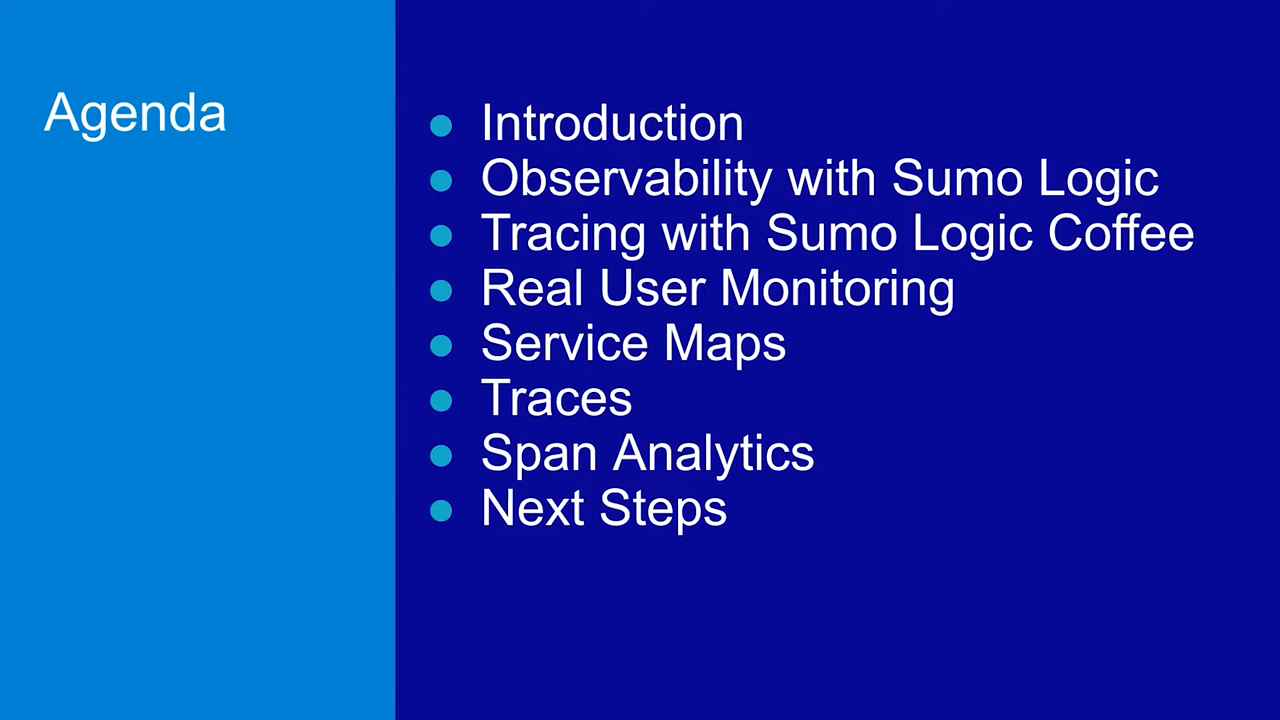 Agenda
Introduction
Observability with Sumo Logic
Tracing with Sumo Logic Coffee
Real User Monitoring
Service Maps
Traces
Span Analytics
Next Steps